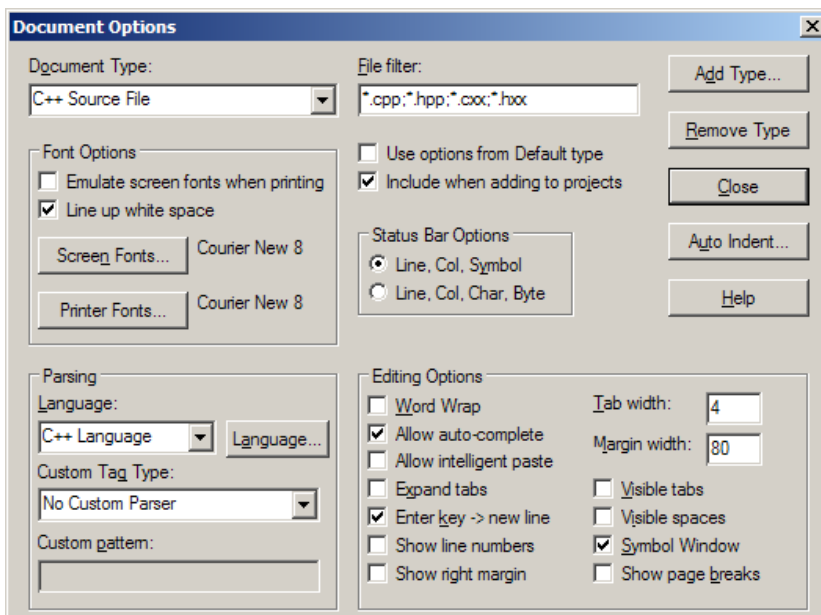 Document Options
Document Type:
C++ Source File
File filter:
*.cpp;*.hpp;*.cxx;*.hxx
Add Type...
Remove Type
Close
Auto Indent...
Help
Font Options
Emulate screen fonts when printing
Line up white space
Screen Fonts...
Courier New 8
Printer Fonts...
Courier New 8
Use options from Default type
Include when adding to projects
Status Bar Options
Line, Col, Symbol
Line, Col, Char, Byte
Parsing
Language:
C++ Language
Language...
Custom Tag Type:
No Custom Parser
Custom pattern:
Editing Options
Word Wrap
Allow auto-complete
Allow intelligent paste
Expand tabs
Enter key -> new line
Show line numbers
Show right margin
Tab width:
4
Margin width:
80
Visible tabs
Visible spaces
Symbol Window
Show page breaks